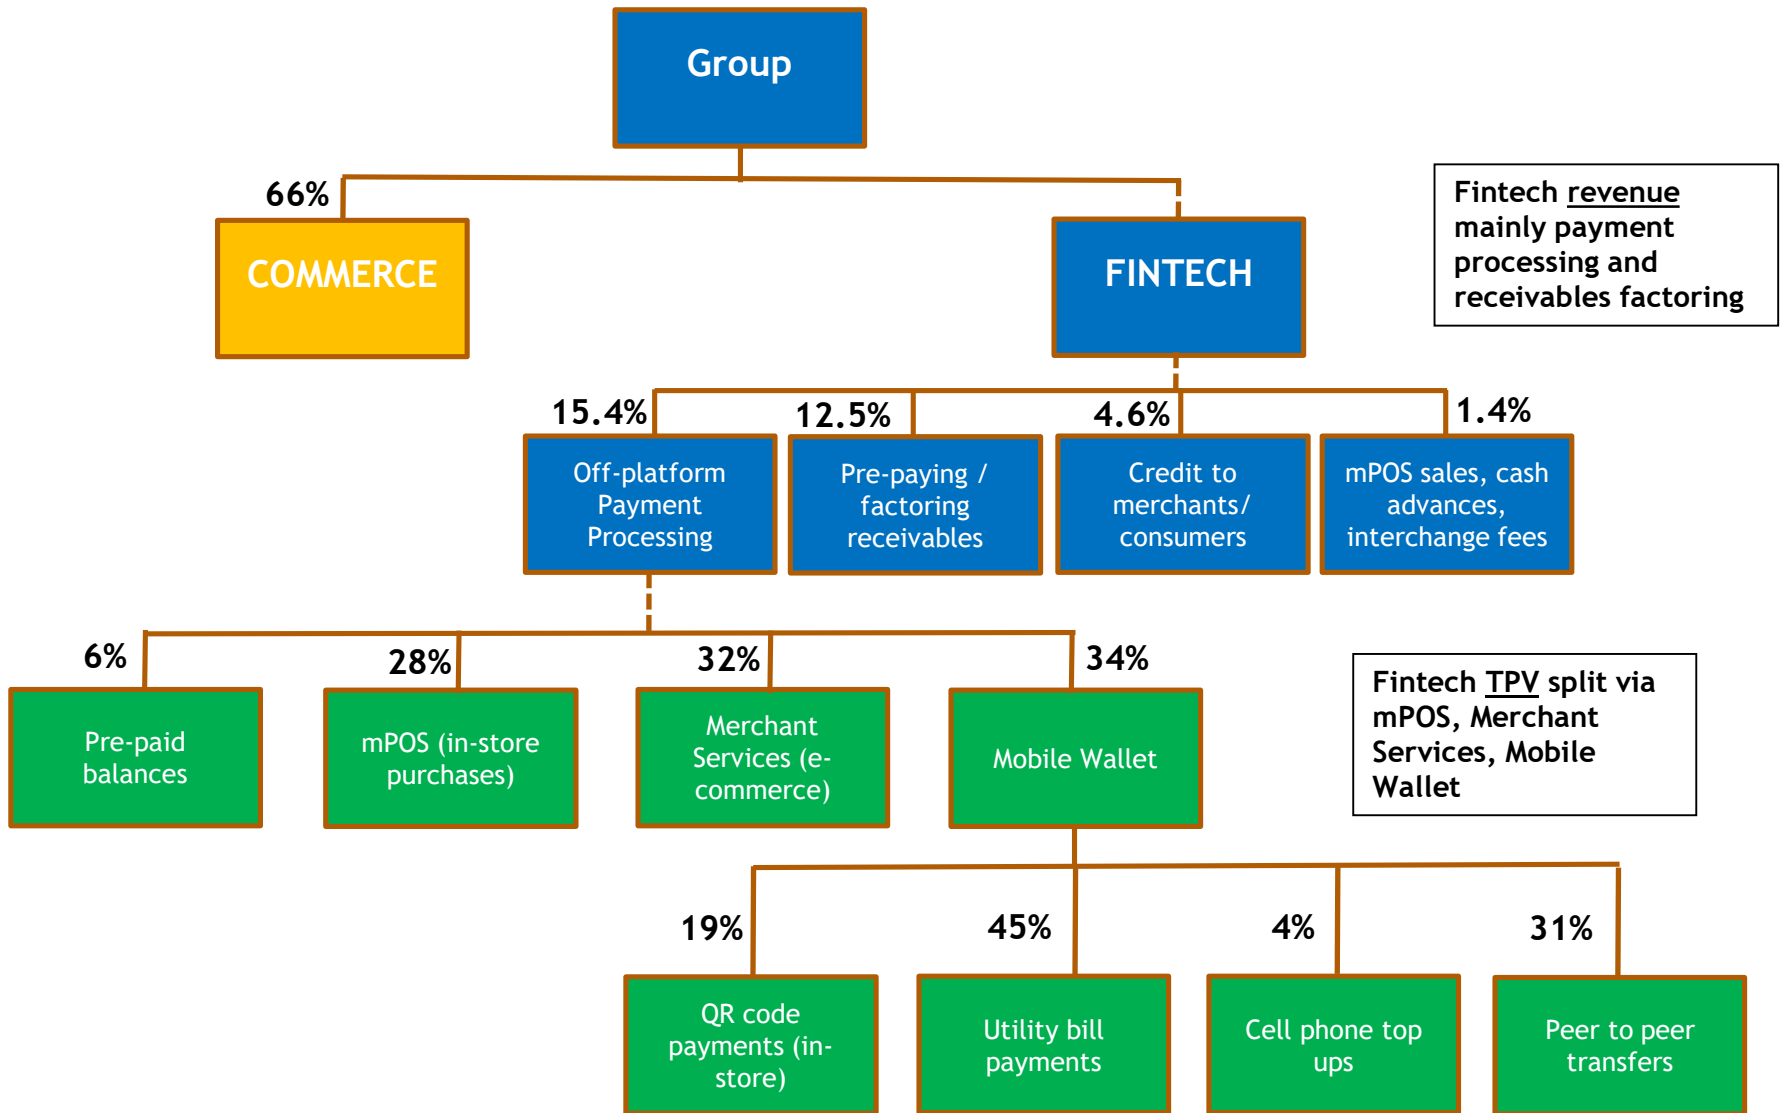 Group
66%
COMMERCE
FINTECH
Fintech revenue
mainly payment
processing and
receivables factoring
15.4%
12.5%
4.6%
1.4%
Off-platform
Payment
Processing
Pre-paying /
factoring
receivables
Credit to
merchants/
consumers
mPOS sales, cash
advances,
interchange fees
6%
28%
32%
34%
Pre-paid
balances
mPOS (in-store
purchases)
Merchant
Services (e-
commerce)
Mobile Wallet
Fintech TPV split via
mPOS, Merchant
Services, Mobile
Wallet
19%
45%
4%
31%
QR code
payments (in-
store)
Utility bill
payments
Cell phone top
ups
Peer to peer
transfers